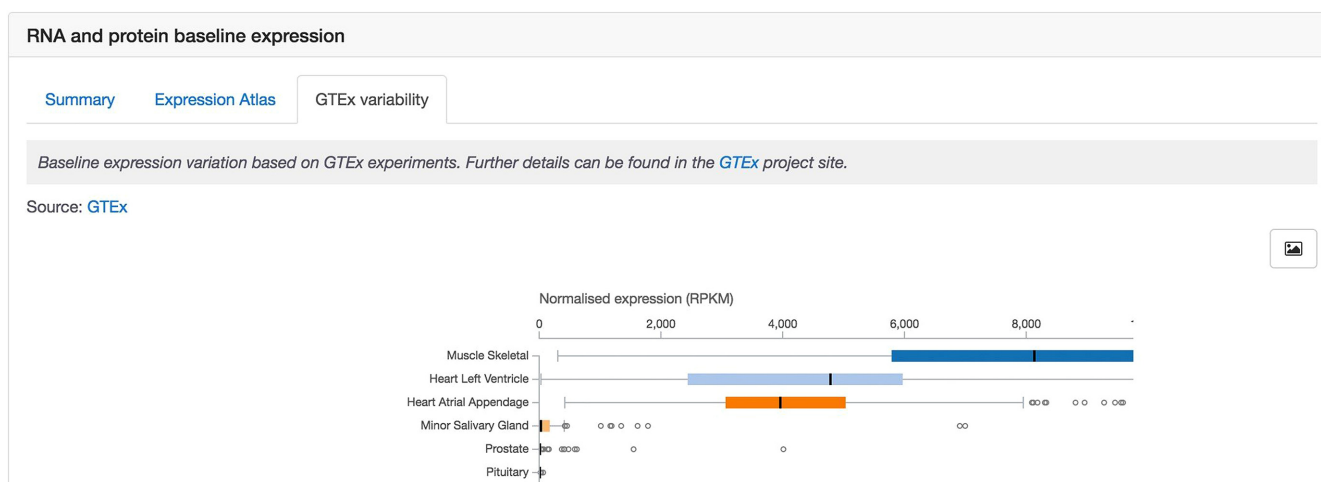 RNA and protein baseline expression
Summary Expression Atlas GTEx variability
Baseline expression variation based on GTEx experiments. Further details can be found in the GTEx project site.
Source: GTEx
Normalised expression (RPKM)
0 2,000 4,000 6,000 8,000
Muscle Skeletal
Heart Left Ventricle
Heart Atrial Appendage
Minor Salivary Gland
Prostate
Pituitary